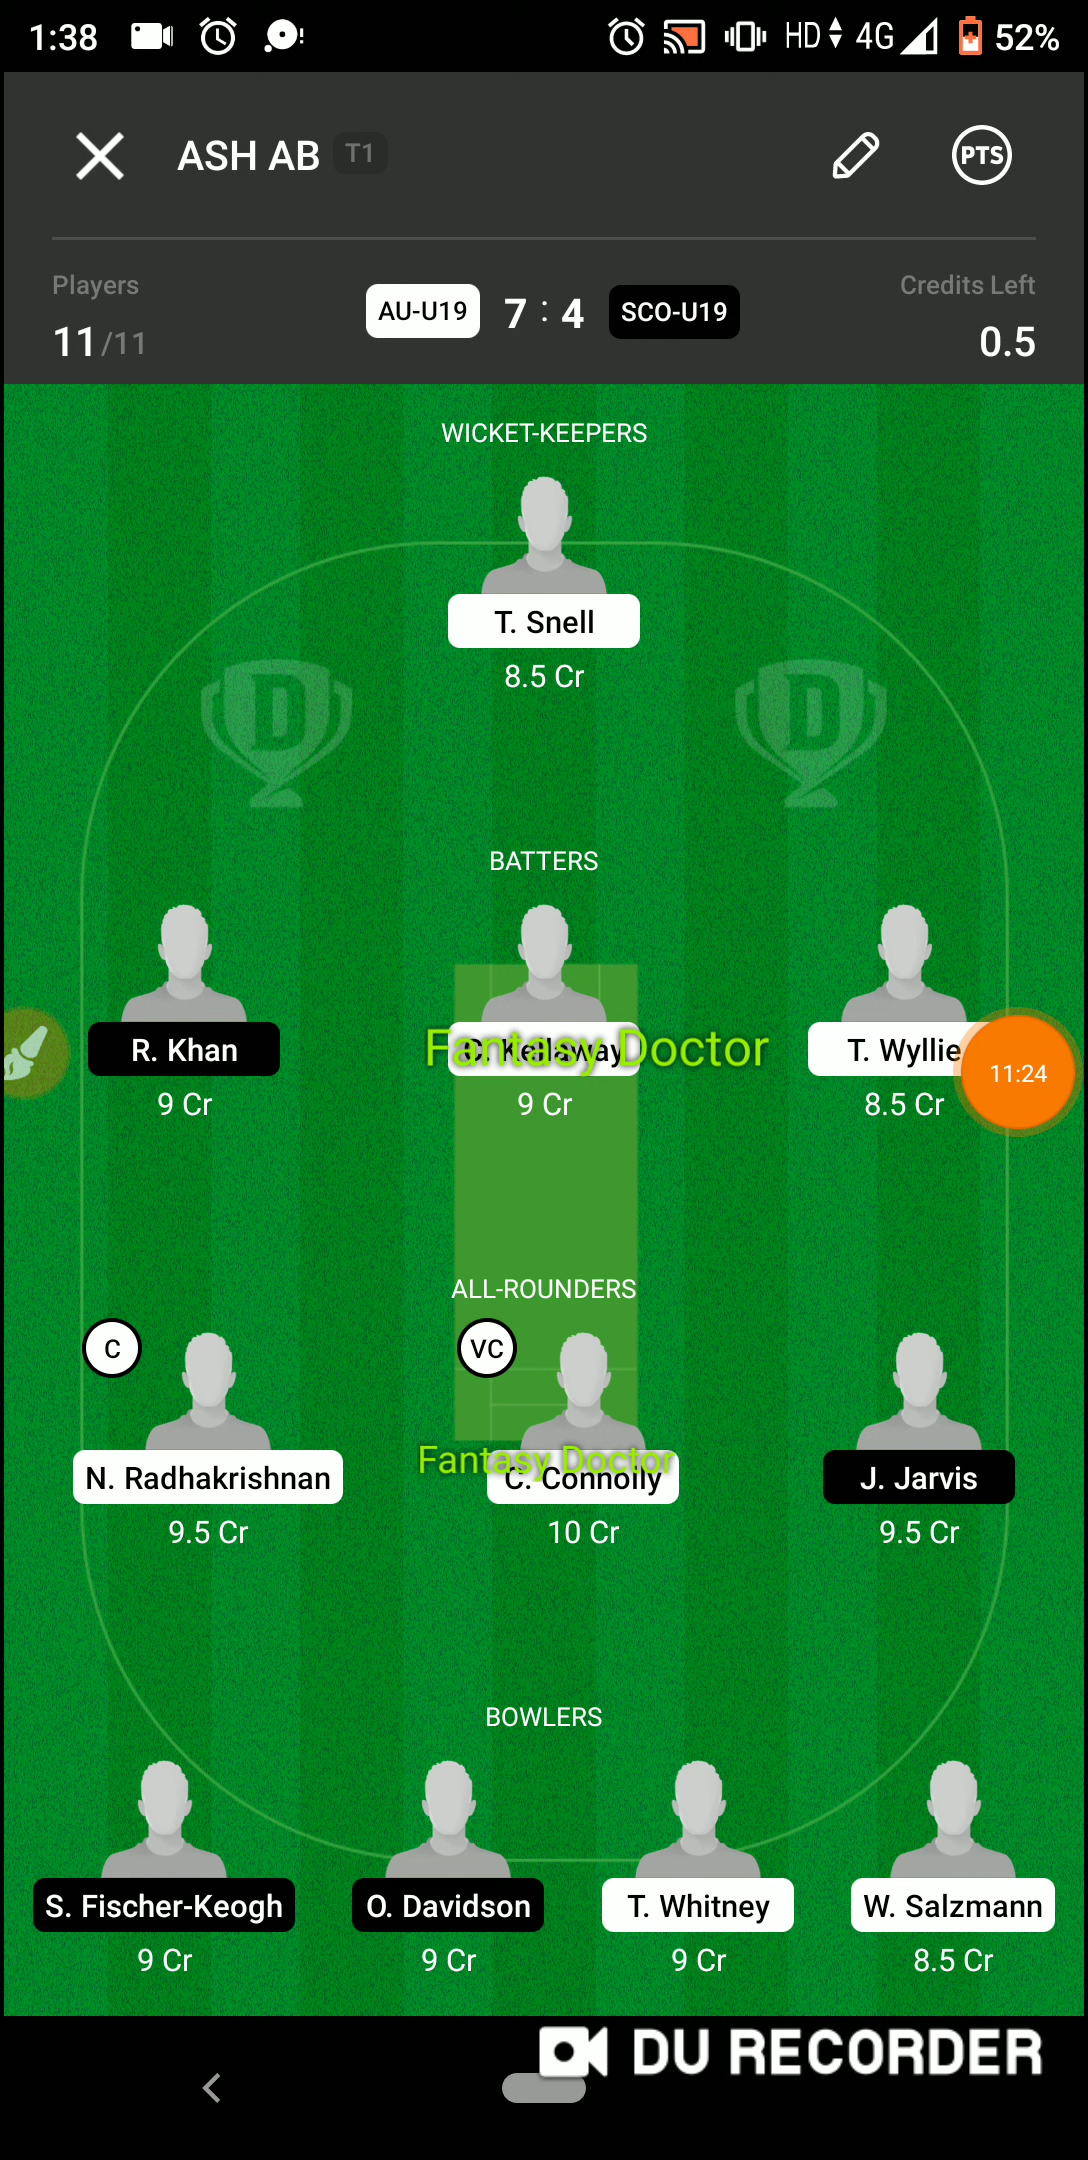 1:38 HD 4G 52%
ASH AB T1 PTS
Players Credits Left
AU-U19 7 : 4 SCO-U19
11/11 0.5
WICKET-KEEPERS
T. Snell
8.5 Cr
D D
BATTERS
R. Khan C. Kellaway T. Wyllie
Fantasy Doctor
11:24
9 Cr 9 Cr 8.5 Cr
ALL-ROUNDERS
C VC
Fantasy Doctor
N. Radhakrishnan C. Connolly J. Jarvis
9.5 Cr 10 Cr 9.5 Cr
BOWLERS
S. Fischer-Keogh O. Davidson T. Whitney W. Salzmann
9 Cr 9 Cr 9 Cr 8.5 Cr
DU RECORDER